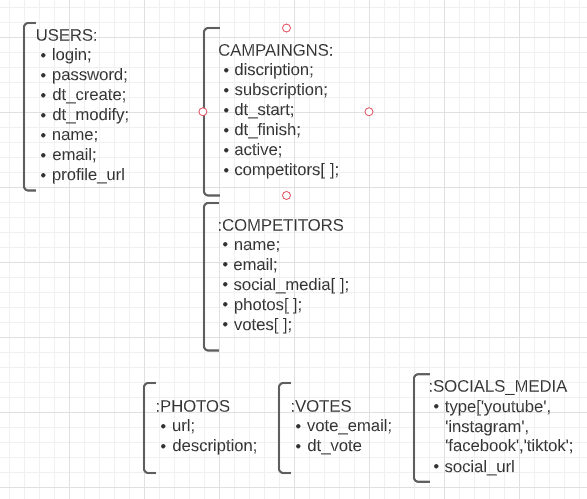 USERS:
• login;
• password;
• dt_create;
• dt_modify;
• name;
• email;
• profile_url
CAMPAINGNS:
• discription;
• subscription;
• dt_start;
• dt_finish;
• active;
• competitors[ ];
:COMPETITORS
• name;
• email;
• social_media[ ];
• photos[ ];
• votes[ ];
:PHOTOS
• url;
• description;
:VOTES
• vote_email;
• dt_vote
:SOCIALS_MEDIA
• type['youtube',
'instagram',
'facebook','tiktok';
• social_url